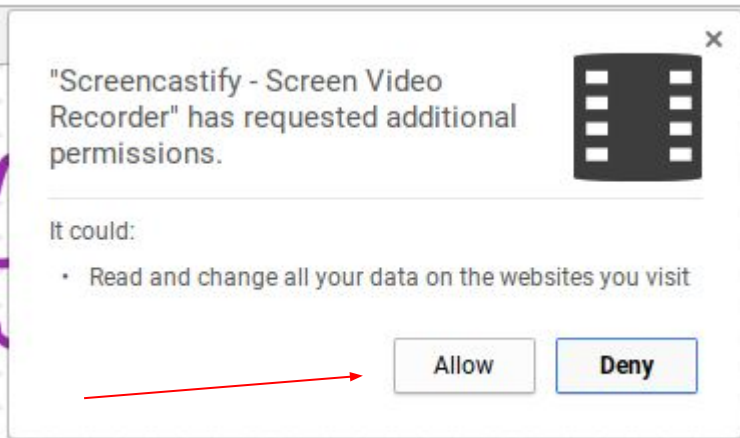 "Screencastify - Screen Video
Recorder" has requested additional
permissions.
It could:
• Read and change all your data on the websites you visit
Allow
Deny